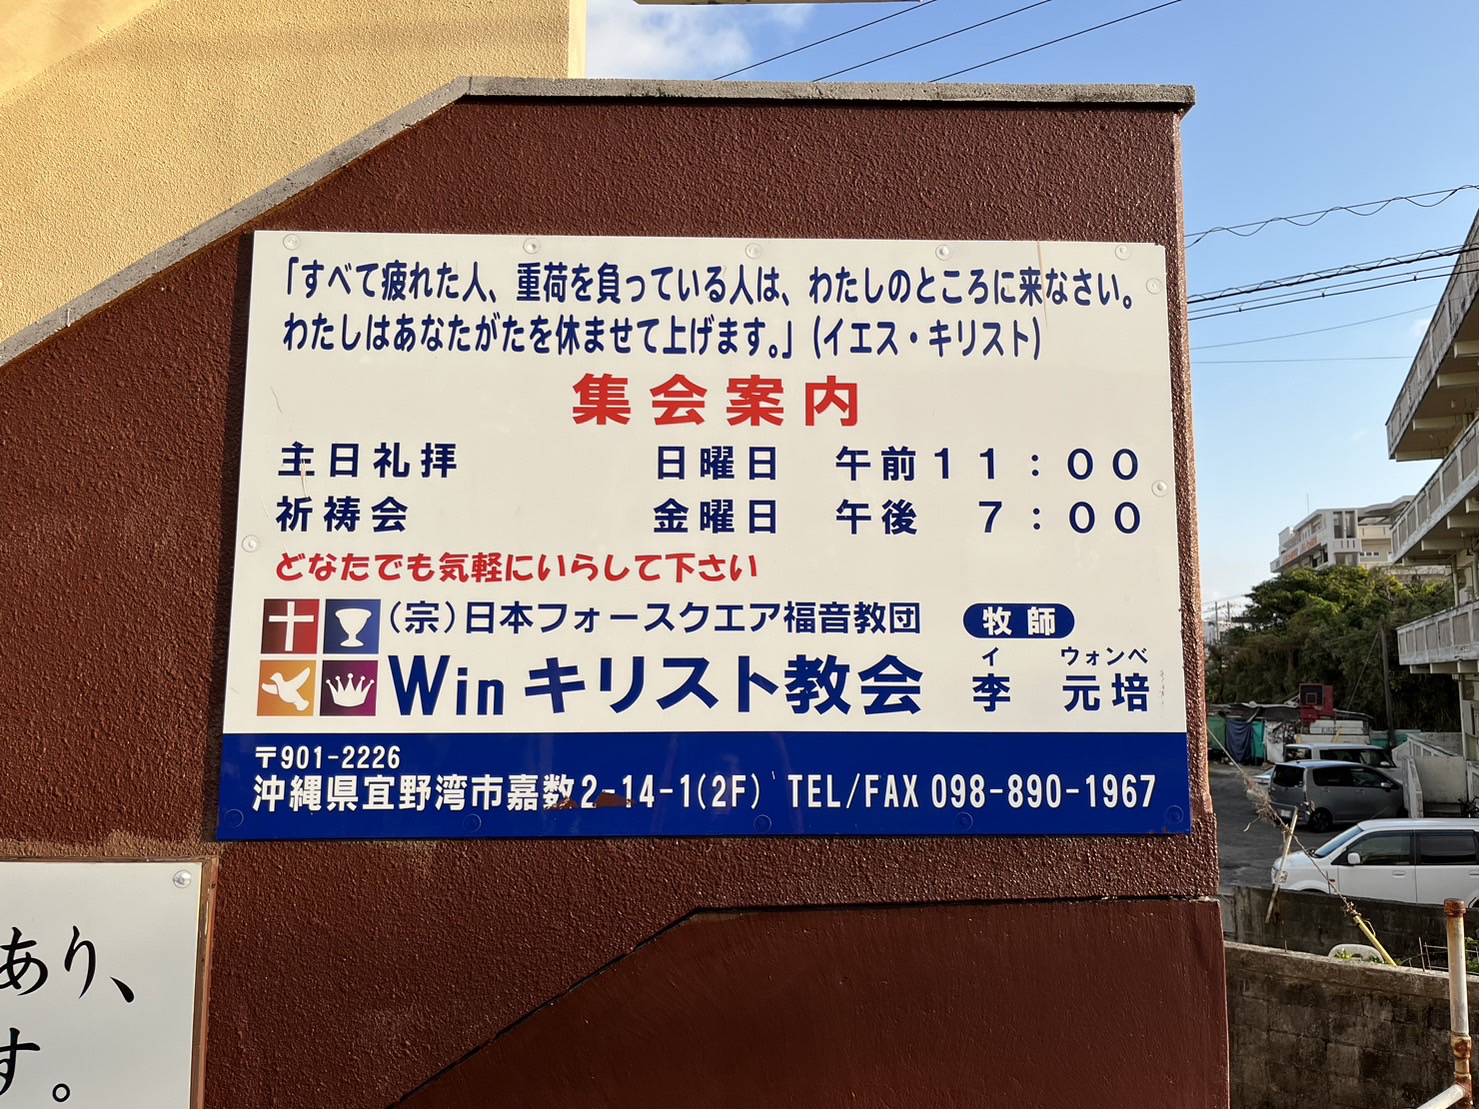 「すべて疲れた人、重荷を負っている人は、わたしのところに来なさい。
わたしはあなたがたを休ませて上げます。」(イエス・キリスト)
集会案内
主日礼拝 日曜日 午前11:00
祈祷会 金曜日 午後 7:00
どなたでも気軽にいらして下さい
(宗)日本フォースクエア福音教団 牧師
イ ウォンベ
Winキリスト教会 李 元培
〒901-2226
沖縄県宜野湾市嘉数2-14-1(2F) TEL/FAX 098-890-1967
あり、
す。